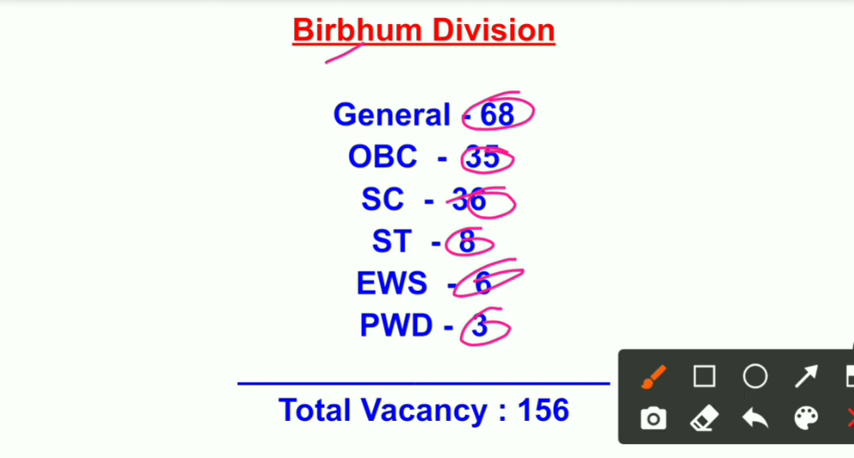 Birbhum Division
General - 68
OBC - 35
SC - 36
ST - 8
EWS - 6
PWD - 3
Total Vacancy : 156